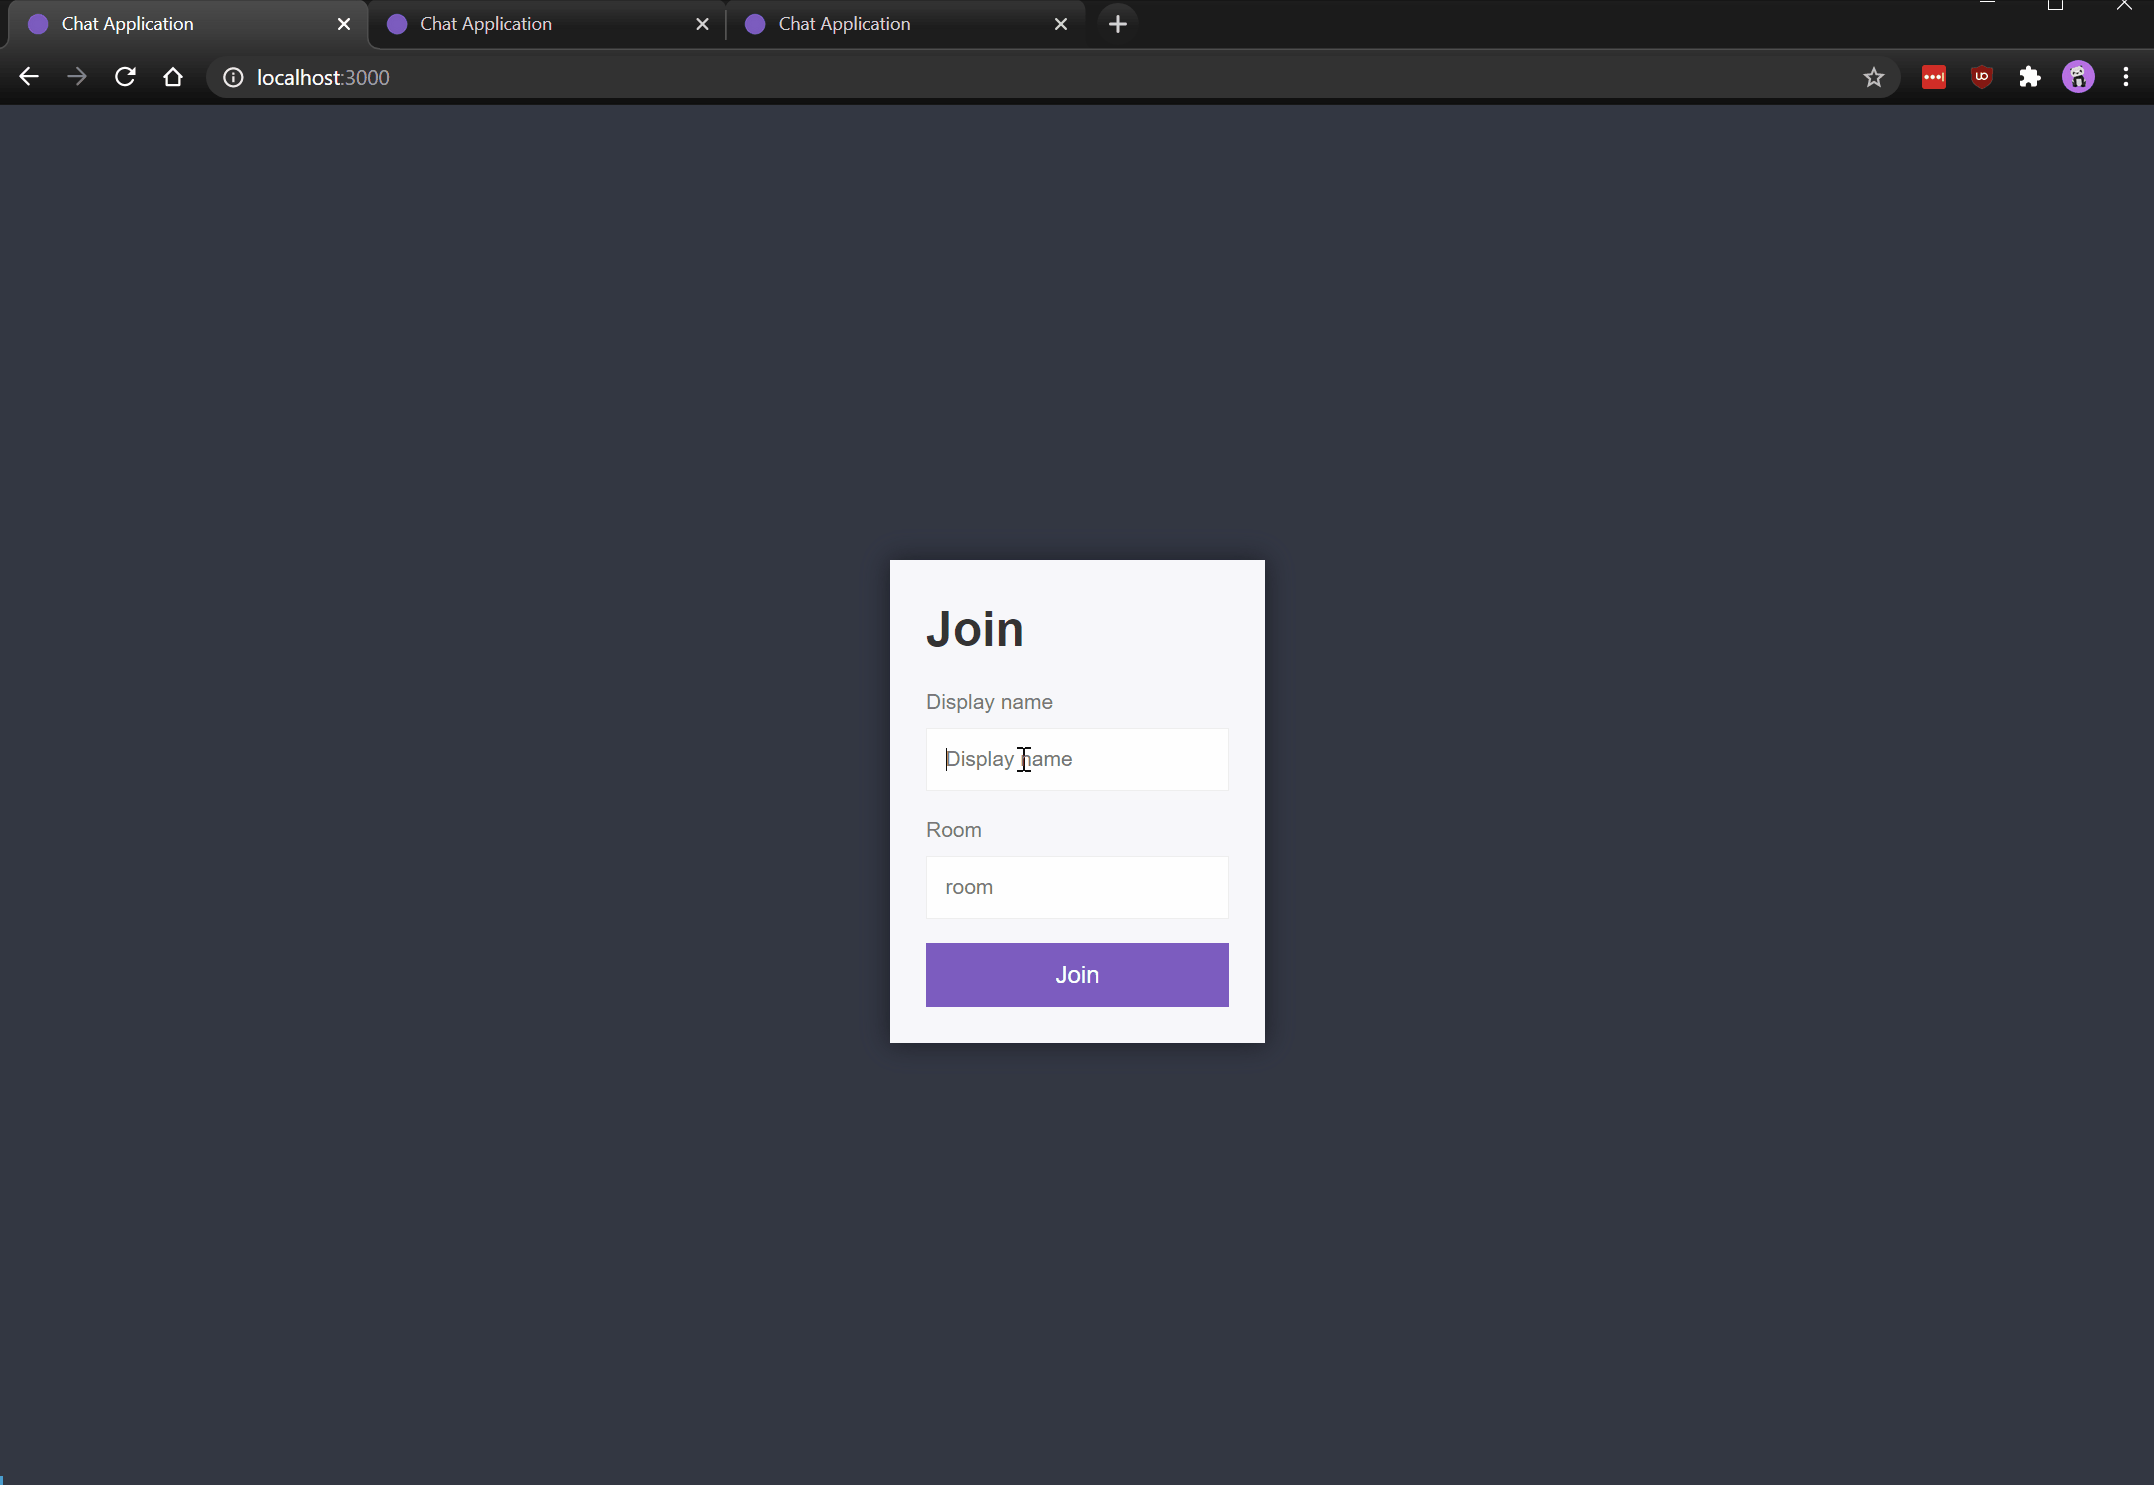 Chat Application
Chat Application
Chat Application
localhost:3000
Join
Display name
Display name
Room
room
Join